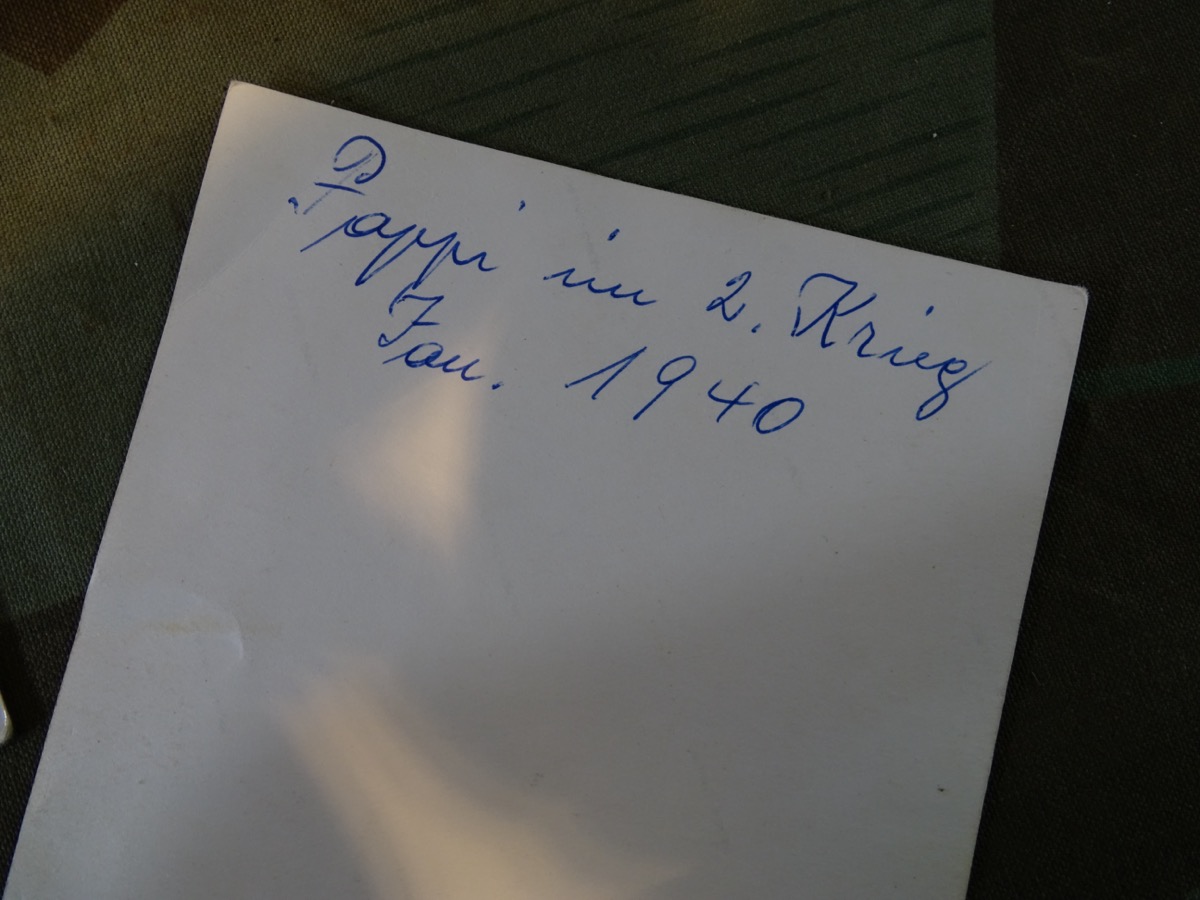 Pappi im 2. Krieg
Jan. 1940